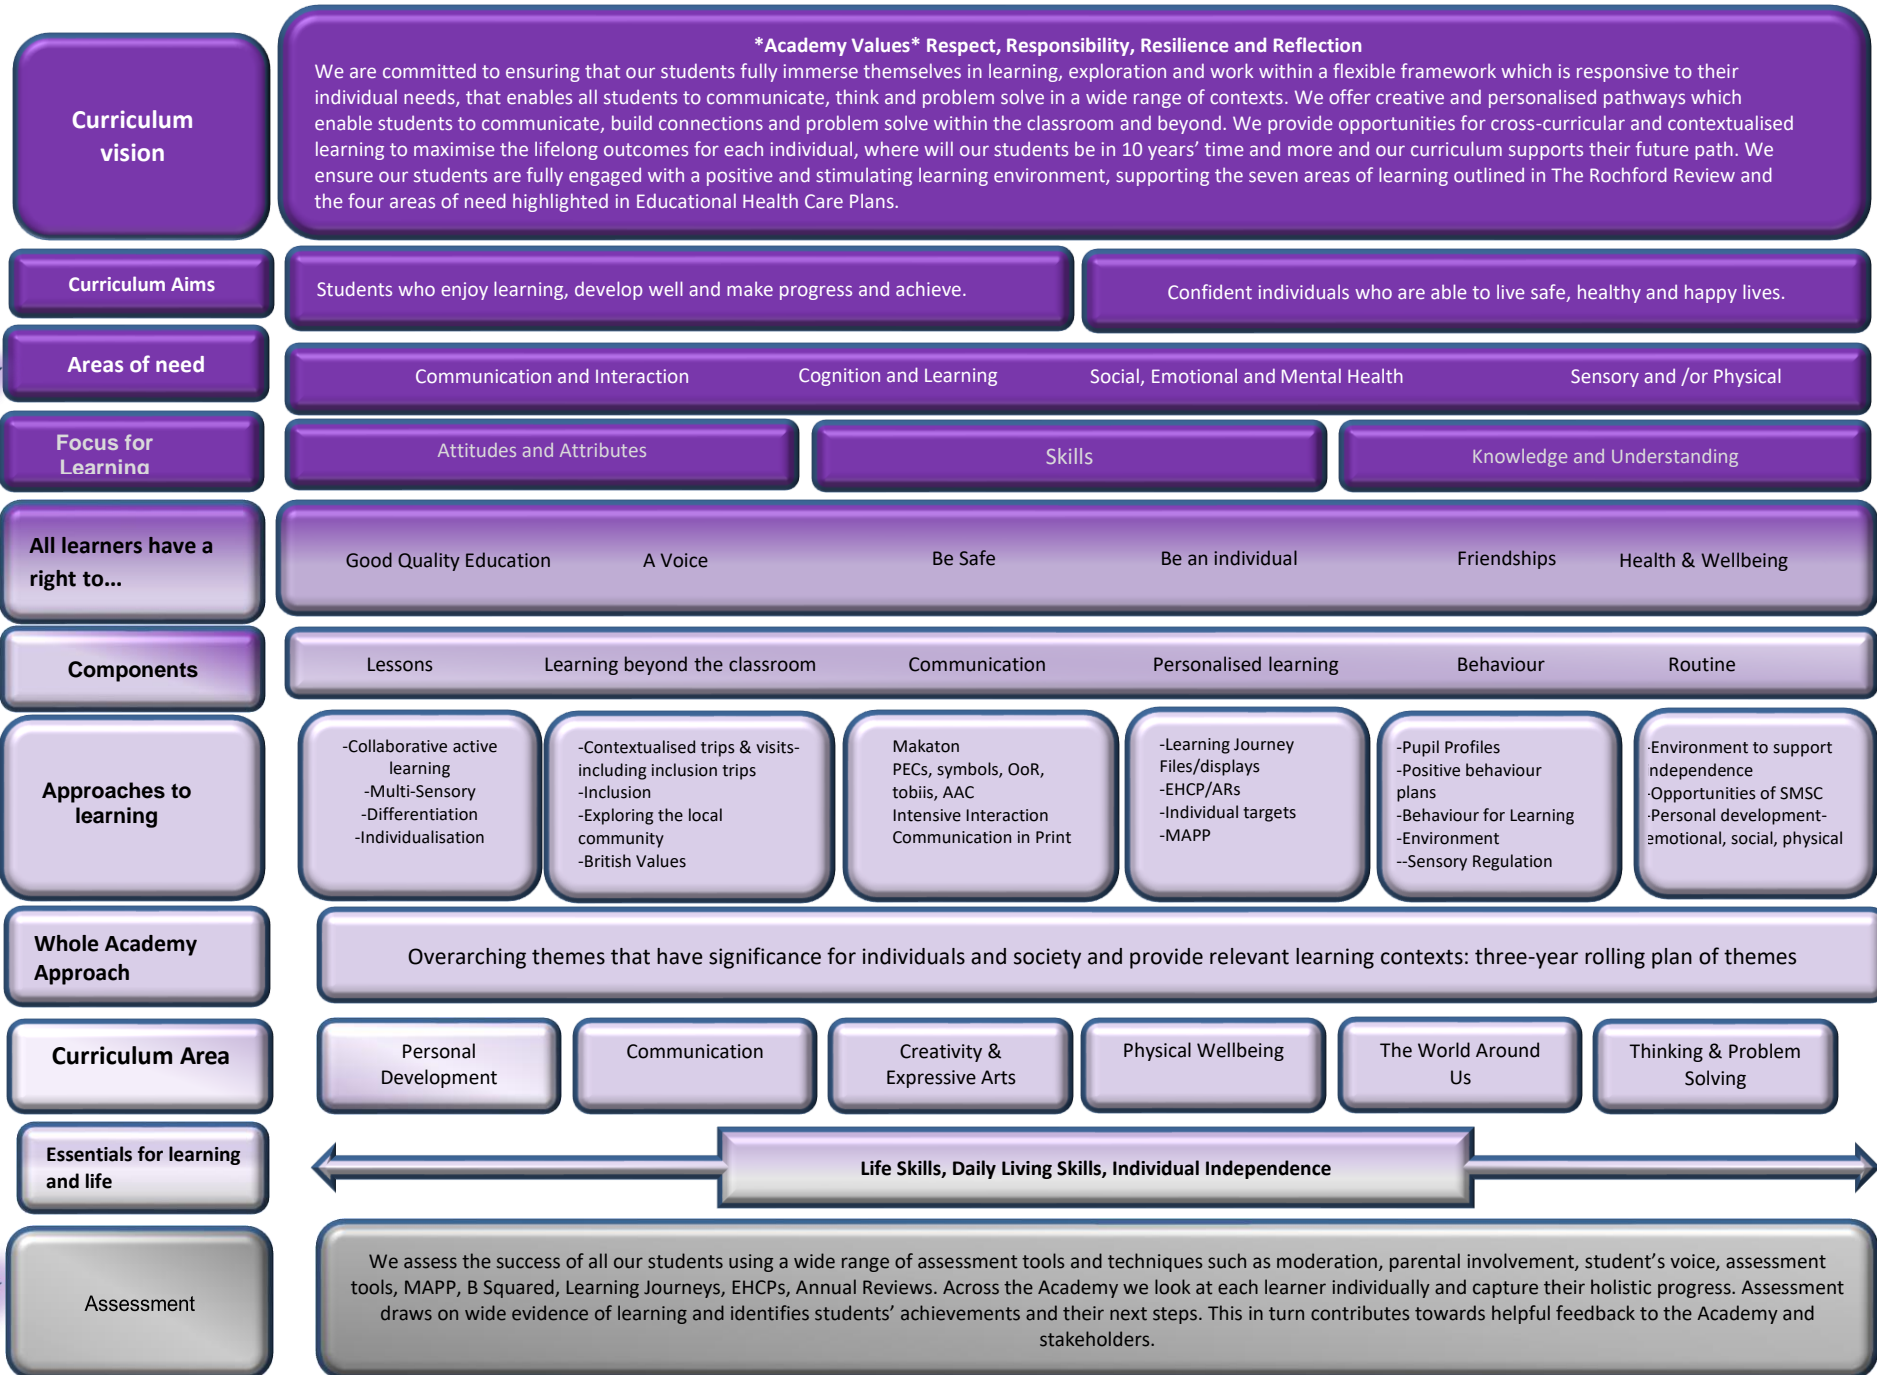 Curriculum
vision
*Academy Values* Respect, Responsibility, Resilience and Reflection
We are committed to ensuring that our students fully immerse themselves in learning, exploration and work within a flexible framework which is responsive to their
individual needs, that enables all students to communicate, think and problem solve in a wide range of contexts. We offer creative and personalised pathways which
enable students to communicate, build connections and problem solve within the classroom and beyond. We provide opportunities for cross-curricular and contextualised
learning to maximise the lifelong outcomes for each individual, where will our students be in 10 years’ time and more and our curriculum supports their future path. We
ensure our students are fully engaged with a positive and stimulating learning environment, supporting the seven areas of learning outlined in The Rochford Review and
the four areas of need highlighted in Educational Health Care Plans.
Curriculum Aims
Students who enjoy learning, develop well and make progress and achieve.
Confident individuals who are able to live safe, healthy and happy lives.
Areas of need
Communication and Interaction
Cognition and Learning
Social, Emotional and Mental Health
Sensory and /or Physical
Focus for
Learning
Attitudes and Attributes
Skills
Knowledge and Understanding
All learners have a
right to...
Good Quality Education
A Voice
Be Safe
Be an individual
Friendships
Health & Wellbeing
Components
Lessons
Learning beyond the classroom
Communication
Personalised learning
Behaviour
Routine
Approaches to
learning
-Collaborative active
learning
-Multi-Sensory
-Differentiation
-Individualisation
-Contextualised trips & visits-
including inclusion trips
-Inclusion
-Exploring the local
community
-British Values
Makaton
PECs, symbols, OoR,
tobiis, AAC
Intensive Interaction
Communication in Print
-Learning Journey
Files/displays
-EHCP/ARs
-Individual targets
-MAPP
-Pupil Profiles
-Positive behaviour
plans
-Behaviour for Learning
-Environment
--Sensory Regulation
-Environment to support
independence
-Opportunities of SMSC
-Personal development-
emotional, social, physical
Whole Academy
Approach
Overarching themes that have significance for individuals and society and provide relevant learning contexts: three-year rolling plan of themes
Curriculum Area
Personal
Development
Communication
Creativity &
Expressive Arts
Physical Wellbeing
The World Around
Us
Thinking & Problem
Solving
Essentials for learning
and life
Life Skills, Daily Living Skills, Individual Independence
Assessment
We assess the success of all our students using a wide range of assessment tools and techniques such as moderation, parental involvement, student’s voice, assessment
tools, MAPP, B Squared, Learning Journeys, EHCPs, Annual Reviews. Across the Academy we look at each learner individually and capture their holistic progress. Assessment
draws on wide evidence of learning and identifies students’ achievements and their next steps. This in turn contributes towards helpful feedback to the Academy and
stakeholders.